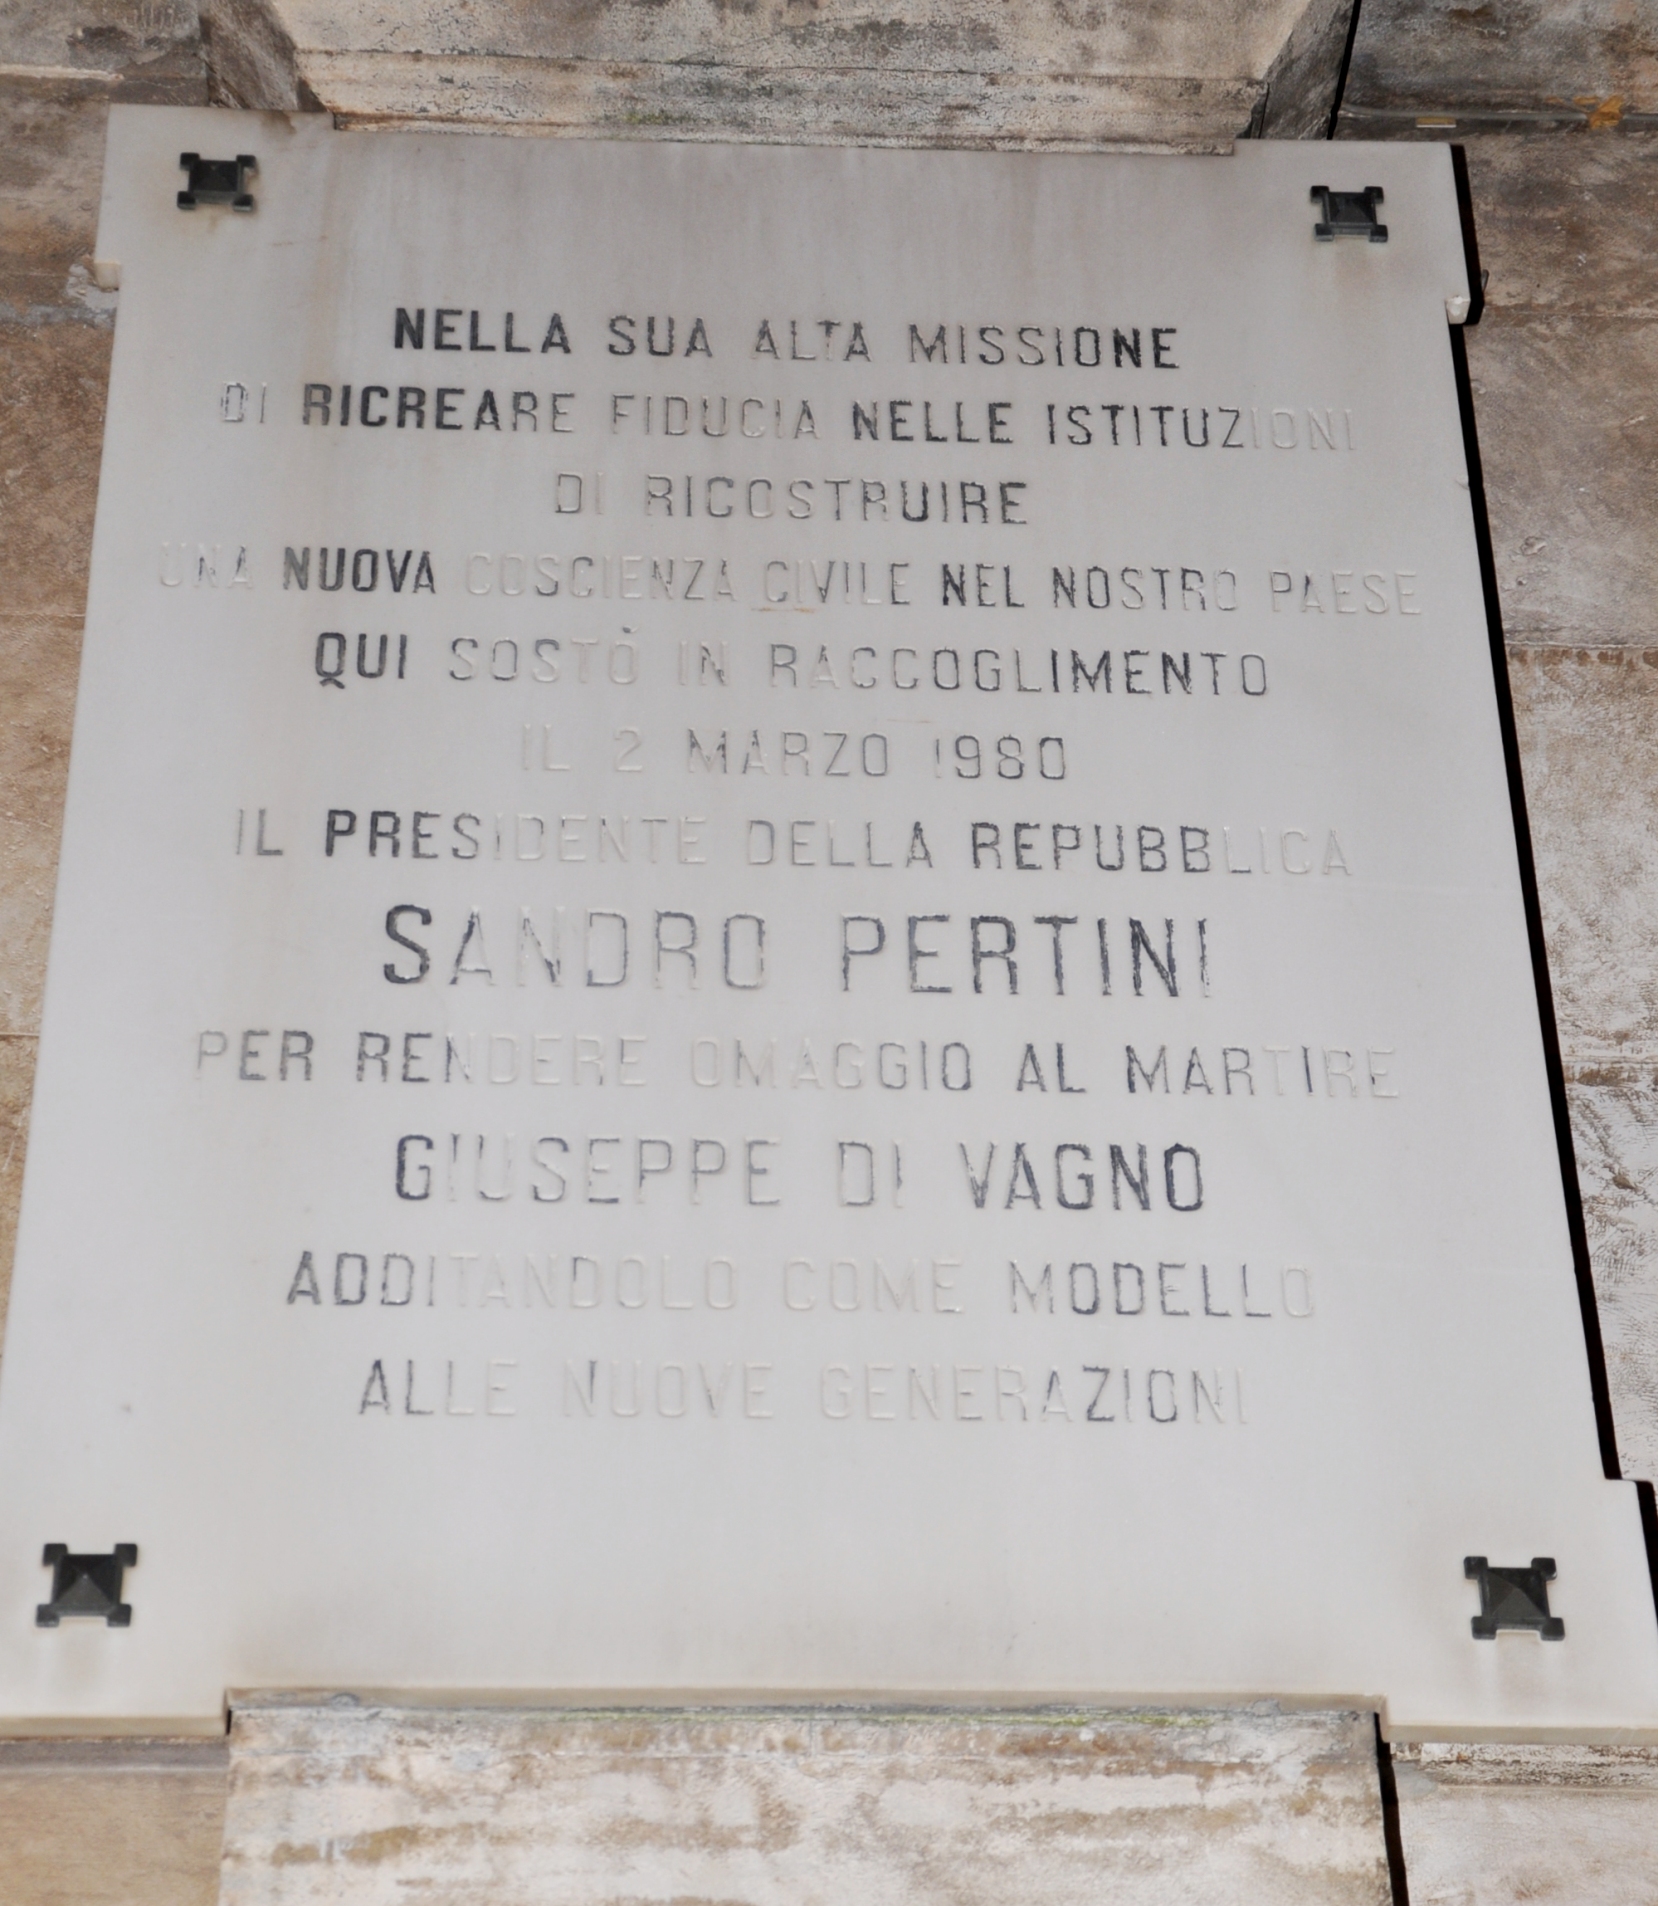 NELLA SUA ALTA MISSIONE
DI RICREARE FIDUCIA NELLE ISTITUZIONI
DI RICOSTRUIRE
UNA NUOVA COSCIENZA CIVILE NEL NOSTRO PAESE
QUI SOSTÒ IN RACCOGLIMENTO
IL 2 MARZO 1980
IL PRESIDENTE DELLA REPUBBLICA
SANDRO PERTINI
PER RENDERE OMAGGIO AL MARTIRE
GIUSEPPE DI VAGNO
ADDITANDOLO COME MODELLO
ALLE NUOVE GENERAZIONI